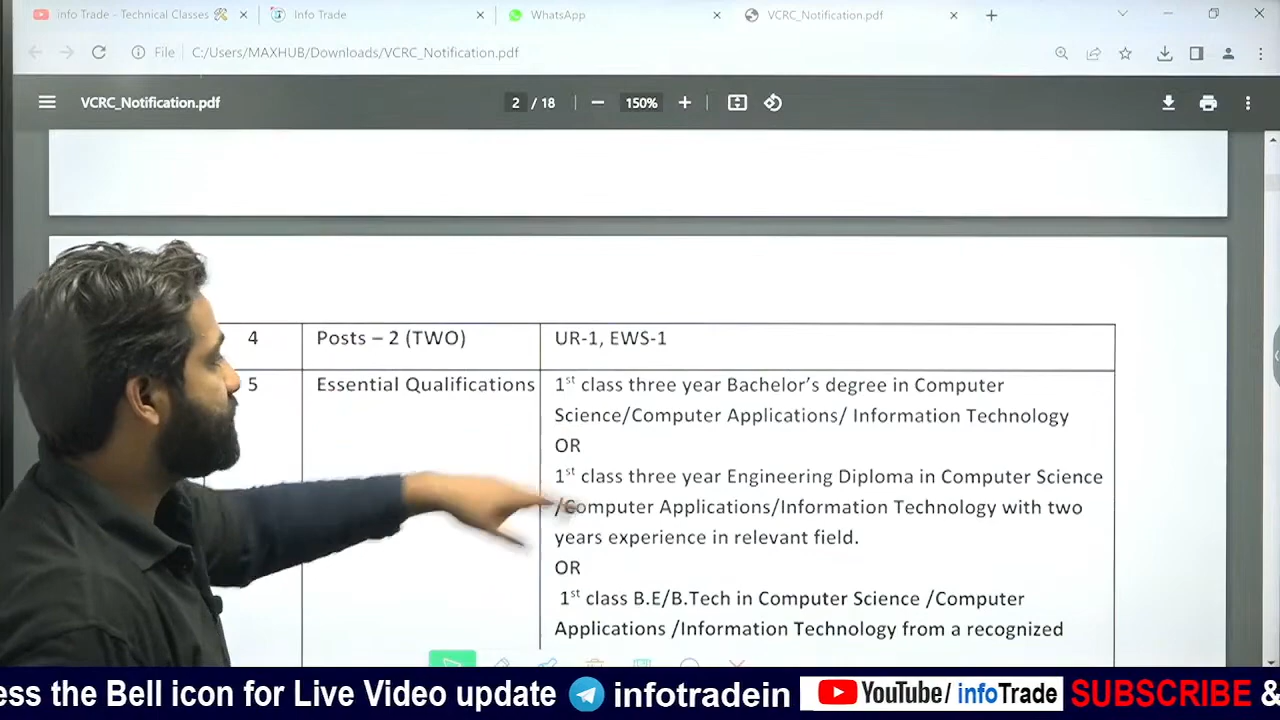 info Trade - Technical Classes
Info Trade
WhatsApp
VCRC_Notification.pdf
File
C:/Users/MAXHUB/Downloads/VCRC_Notification.pdf
VCRC_Notification.pdf
2 / 18
150%
4
Posts – 2 (TWO)
UR-1, EWS-1
5
Essential Qualifications
1st class three year Bachelor's degree in Computer
Science/Computer Applications/ Information Technology
OR
1st class three year Engineering Diploma in Computer Science
/Computer Applications/Information Technology with two
years experience in relevant field.
OR
1st class B.E/B.Tech in Computer Science /Computer
Applications /Information Technology from a recognized
ess the Bell icon for Live Video update infotradein YouTube/ infoTrade SUBSCRIBE &